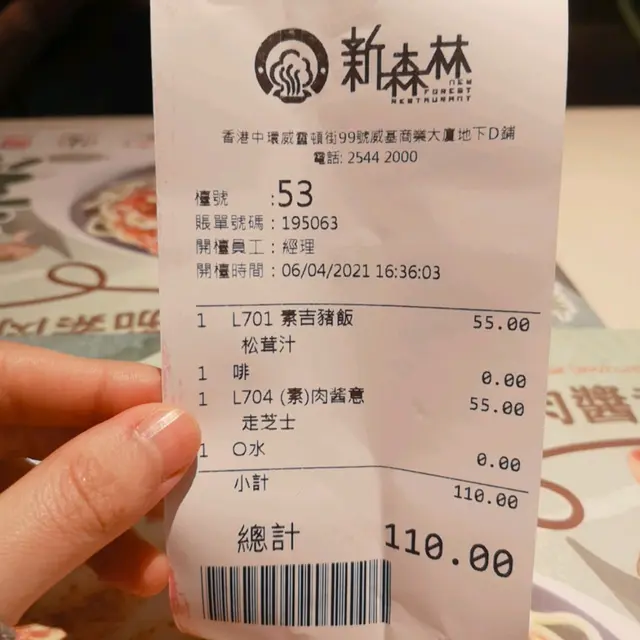 新森林
NEW
FOREST
RESTAURANT
香港中環威靈頓街99號威基商業大廈地下D鋪
電話: 2544 2000
檯號 :53
賬單號碼 : 195063
開檯員工 : 經理
開檯時間 : 06/04/2021 16:36:03
1 L701 素吉豬飯 55.00
松茸汁
1 啡 0.00
1 L704 (素)肉醬意 55.00
走芝士
1 O水 0.00
小計 110.00
總計 110.00
肉醬意